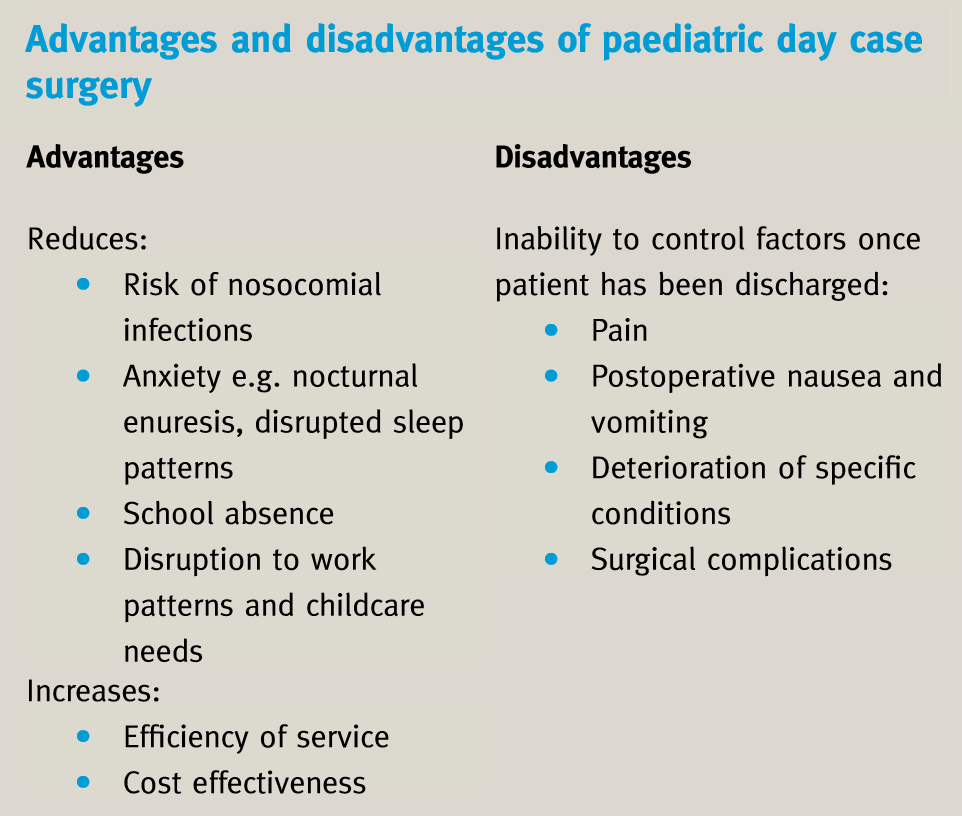 Advantages and disadvantages of paediatric day case
surgery
Advantages
Reduces:
• Risk of nosocomial
infections
• Anxiety e.g. nocturnal
enuresis, disrupted sleep
patterns
• School absence
• Disruption to work
patterns and childcare
needs
Increases:
• Efficiency of service
• Cost effectiveness
Disadvantages
Inability to control factors once
patient has been discharged:
• Pain
• Postoperative nausea and
vomiting
• Deterioration of specific
conditions
• Surgical complications